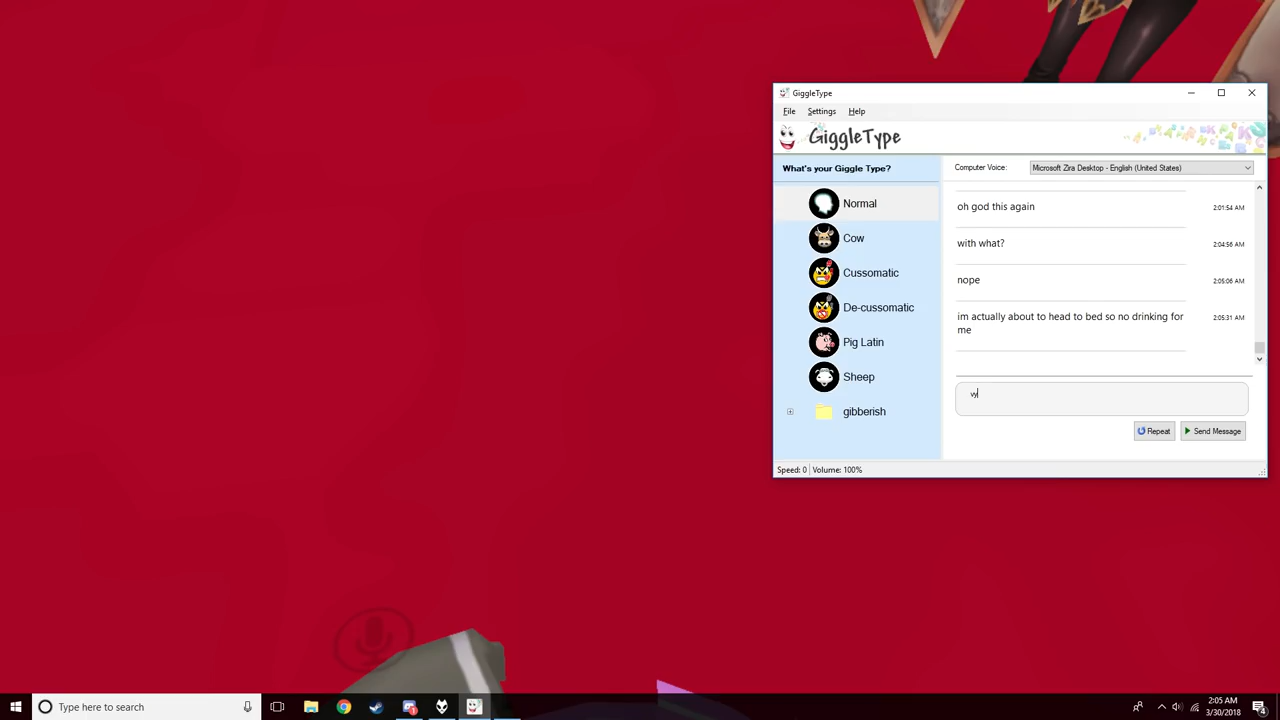 GiggleType
File Settings Help
GiggleType
What's your Giggle Type?
Computer Voice: Microsoft Zira Desktop - English (United States)
Normal
Cow
Cussomatic
De-cussomatic
Pig Latin
Sheep
gibberish
oh god this again 2:01:54 AM
with what? 2:04:56 AM
nope 2:05:06 AM
im actually about to head to bed so no drinking for 2:05:31 AM
me
vy
Repeat Send Message
Speed: 0 Volume: 100%
Type here to search
2:05 AM
3/30/2018
4